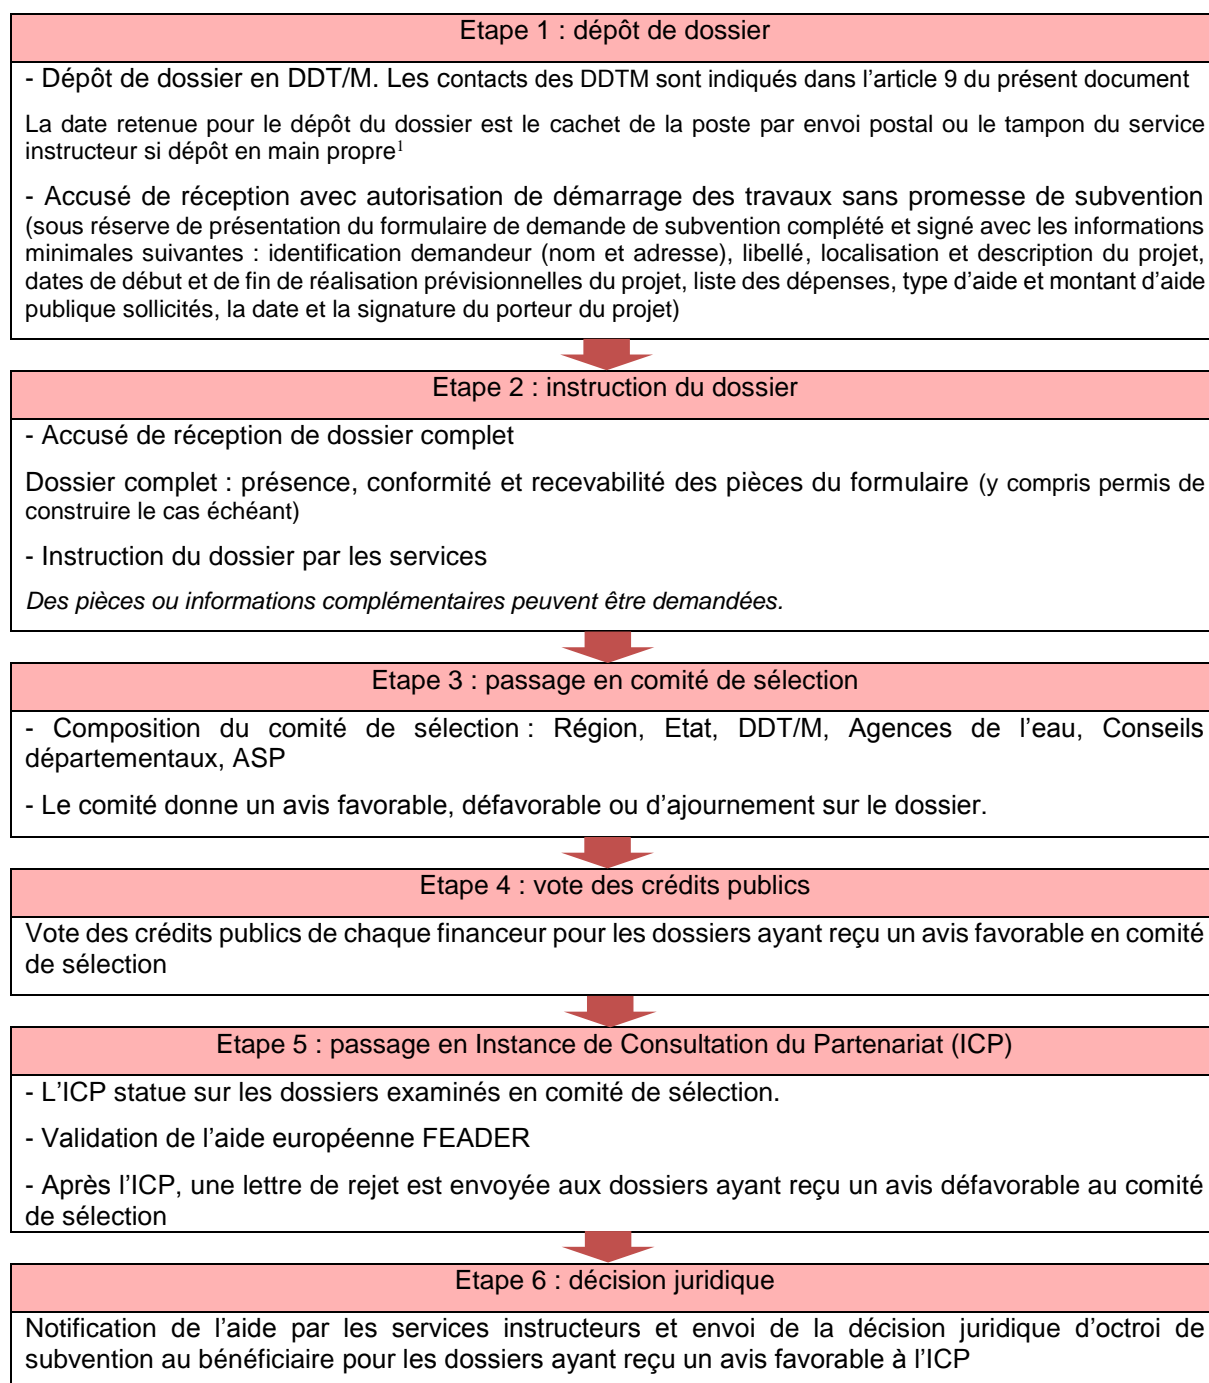 Etape 1 : dépôt de dossier
- Dépôt de dossier en DDT/M. Les contacts des DDTM sont indiqués dans l’article 9 du présent document
La date retenue pour le dépôt du dossier est le cachet de la poste par envoi postal ou le tampon du service
instructeur si dépôt en main propre1
- Accusé de réception avec autorisation de démarrage des travaux sans promesse de subvention
(sous réserve de présentation du formulaire de demande de subvention complété et signé avec les informations
minimales suivantes : identification demandeur (nom et adresse), libellé, localisation et description du projet,
dates de début et de fin de réalisation prévisionnelles du projet, liste des dépenses, type d’aide et montant d’aide
publique sollicités, la date et la signature du porteur du projet)
Etape 2 : instruction du dossier
- Accusé de réception de dossier complet
Dossier complet : présence, conformité et recevabilité des pièces du formulaire (y compris permis de
construire le cas échéant)
- Instruction du dossier par les services
Des pièces ou informations complémentaires peuvent être demandées.
Etape 3 : passage en comité de sélection
- Composition du comité de sélection : Région, Etat, DDT/M, Agences de l’eau, Conseils
départementaux, ASP
- Le comité donne un avis favorable, défavorable ou d’ajournement sur le dossier.
Etape 4 : vote des crédits publics
Vote des crédits publics de chaque financeur pour les dossiers ayant reçu un avis favorable en comité
de sélection
Etape 5 : passage en Instance de Consultation du Partenariat (ICP)
- L’ICP statue sur les dossiers examinés en comité de sélection.
- Validation de l’aide européenne FEADER
- Après l’ICP, une lettre de rejet est envoyée aux dossiers ayant reçu un avis défavorable au comité
de sélection
Etape 6 : décision juridique
Notification de l’aide par les services instructeurs et envoi de la décision juridique d’octroi de
subvention au bénéficiaire pour les dossiers ayant reçu un avis favorable à l’ICP